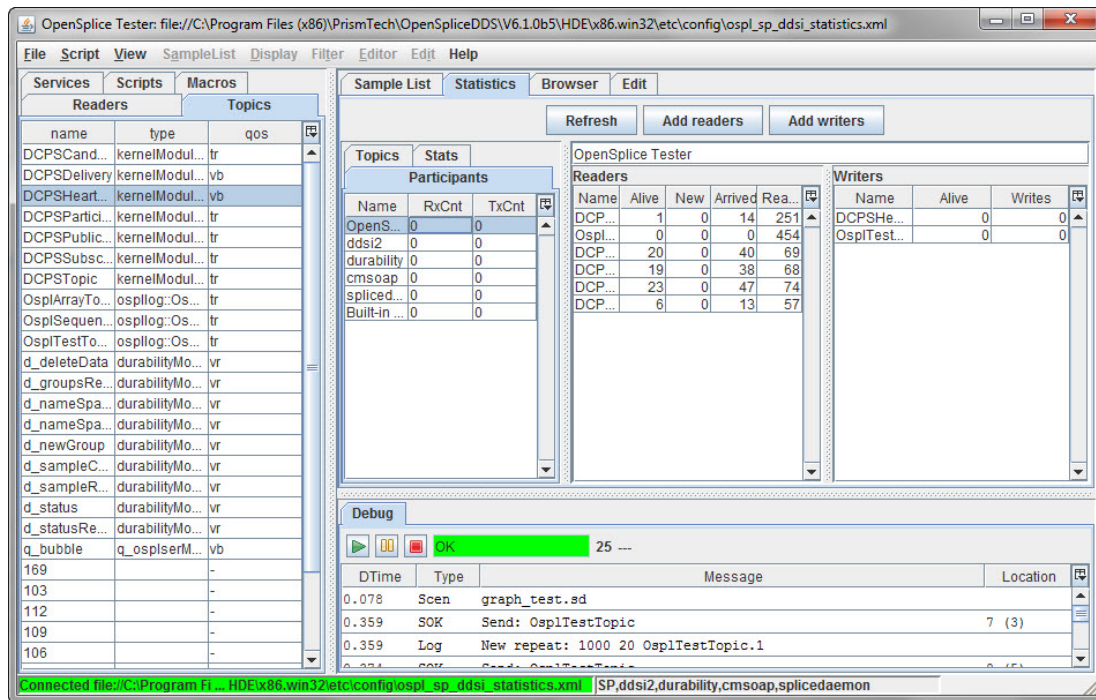 OpenSplice Tester: file://C:\Program Files (x86)\PrismTech\OpenSpliceDDS\V6.1.0b5\HDE\x86.win32\etc\config\ospl_sp_ddsi_statistics.xml
File Script View SampleList Display Filter Editor Edit Help
Services Scripts Macros
Readers Topics
name type qos
DCPSCand... kernelModul... tr
DCPSDelivery kernelModul... vb
DCPSHeart... kernelModul... vb
DCPSPartici... kernelModul... tr
DCPSPublic... kernelModul... tr
DCPSSubsc... kernelModul... tr
DCPSTopic kernelModul... tr
OsplArrayTo... ospllog::Os... tr
OsplSequen... ospllog::Os... tr
OsplTestTo... ospllog::Os... tr
d_deleteData durabilityMo... vr
d_groupsRe... durabilityMo... vr
d_nameSpa... durabilityMo... vr
d_nameSpa... durabilityMo... vr
d_newGroup durabilityMo... vr
d_sampleC... durabilityMo... vr
d_sampleR... durabilityMo... vr
d_status durabilityMo... vr
d_statusRe... durabilityMo... vr
q_bubble q_osplserM... vb
169 -
103 -
112 -
109 -
106 -
Sample List Statistics Browser Edit
Refresh Add readers Add writers
Topics Stats
Participants
Name RxCnt TxCnt
OpenS... 0 0
ddsi2 0 0
durability 0 0
cmsoap 0 0
spliced... 0 0
Built-in ... 0 0
OpenSplice Tester
Readers
Name Alive New Arrived Rea...
DCP... 1 0 14 251
Ospl... 0 0 0 454
DCP... 20 0 40 69
DCP... 19 0 38 68
DCP... 23 0 47 74
DCP... 6 0 13 57
Writers
Name Alive Writes
DCPSHe... 0 0
OsplTest... 0 0
Debug
OK 25 ---
DTime Type Message Location
0.078 Scen graph_test.sd
0.359 SOK Send: OsplTestTopic 7 (3)
0.359 Log New repeat: 1000 20 OsplTestTopic.1
Connected file://C:\Program Fi ... HDE\x86.win32\etc\config\ospl_sp_ddsi_statistics.xml SP,ddsi2,durability,cmsoap,splicedaemon